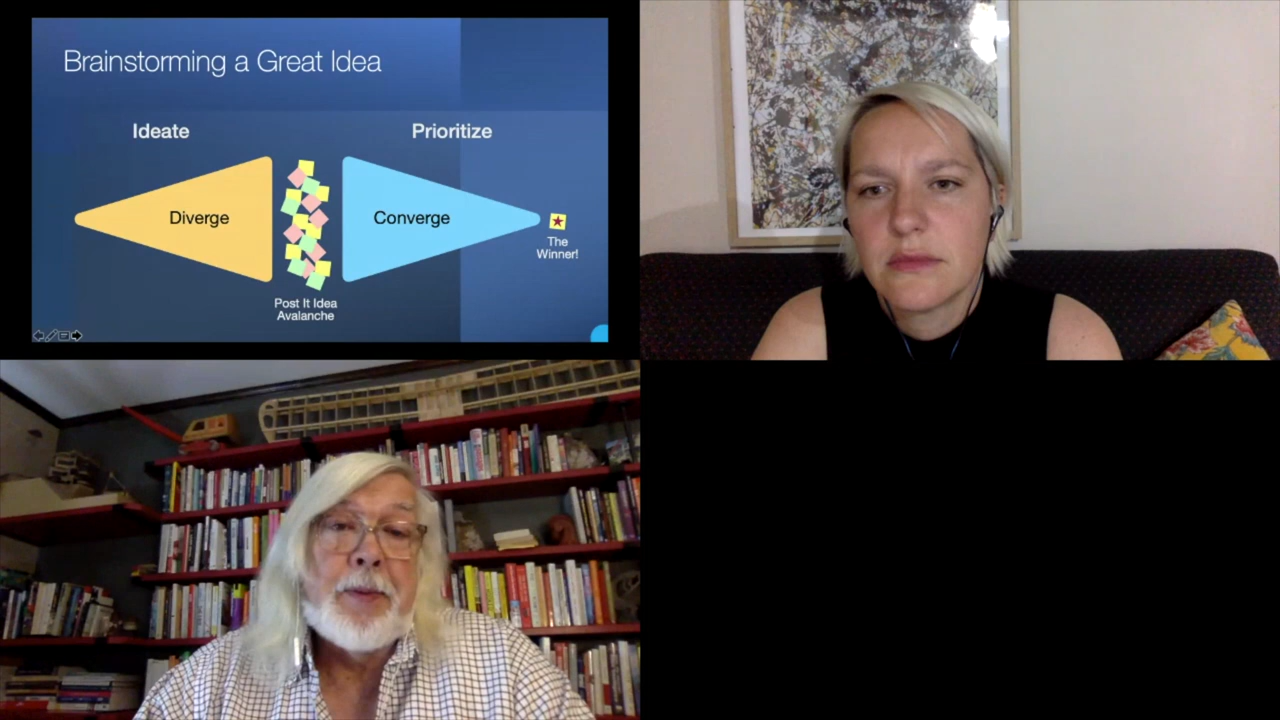 Brainstorming a Great Idea
Ideate
Prioritize
Diverge
Converge
The
Winner!
Post It Idea
Avalanche